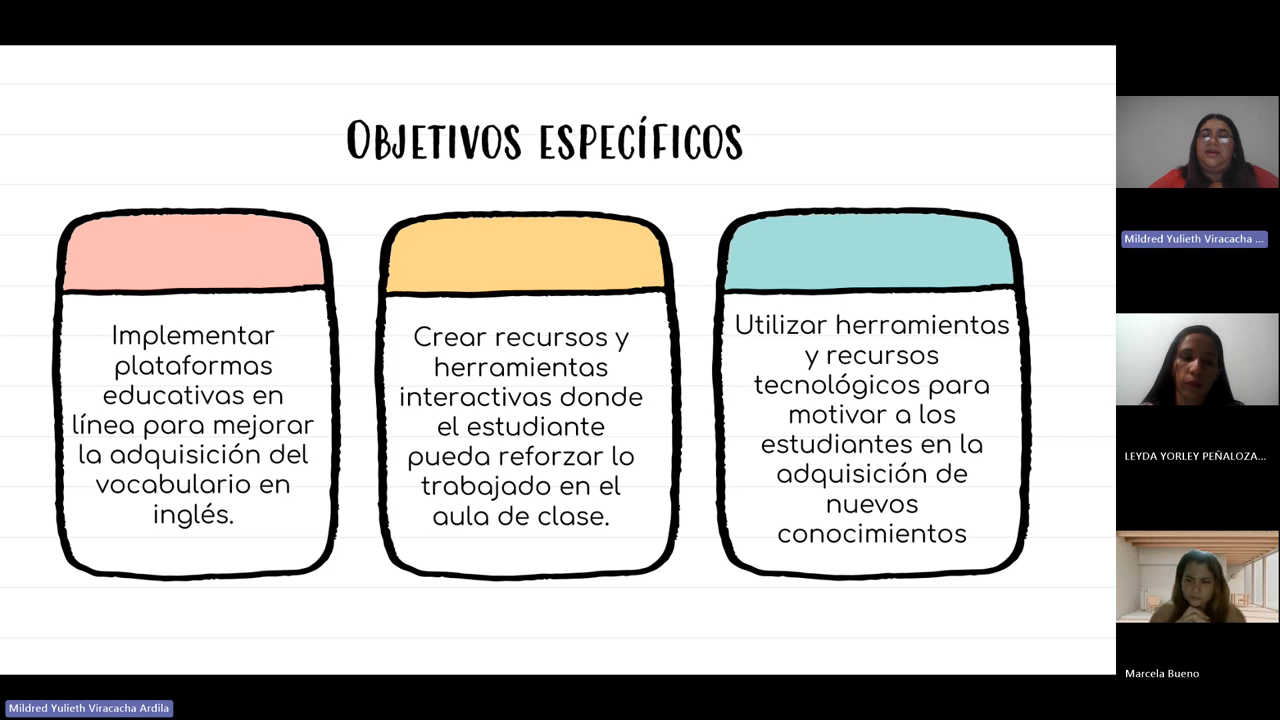 OBJETIVOS ESPECÍFICOS
Implementar
plataformas
educativas en
línea para mejorar
la adquisición del
vocabulario en
inglés.
Crear recursos y
herramientas
interactivas donde
el estudiante
pueda reforzar lo
trabajado en el
aula de clase.
Utilizar herramientas
y recursos
tecnológicos para
motivar a los
estudiantes en la
adquisición de
nuevos
conocimientos
Mildred Yulieth Viracacha ...
LEYDA YORLEY PEÑALOZA...
Marcela Bueno
Mildred Yulieth Viracacha Ardila